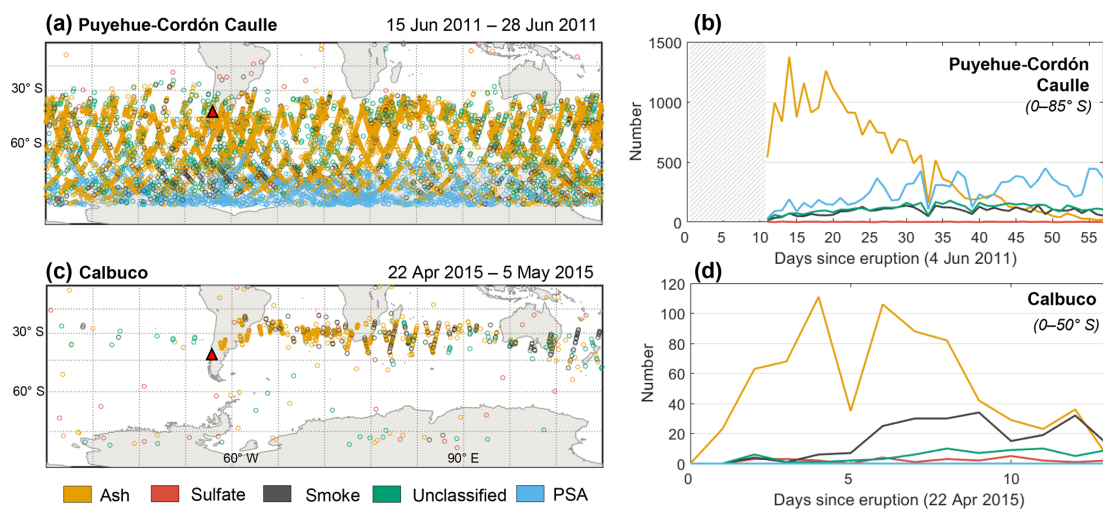 (a) Puyehue-Cordón Caulle 15 Jun 2011 – 28 Jun 2011
30° S
60° S
(b)
1500
1000
500
0
Number
Puyehue-Cordón
Caulle
(0–85° S)
0 5 10 15 20 25 30 35 40 45 50 55
Days since eruption (4 Jun 2011)
(c) Calbuco 22 Apr 2015 – 5 May 2015
30° S
60° S
60° W 90° E
(d)
120
100
80
60
40
20
0
Number
Calbuco
(0–50° S)
0 5 10
Days since eruption (22 Apr 2015)
Ash Sulfate Smoke Unclassified PSA